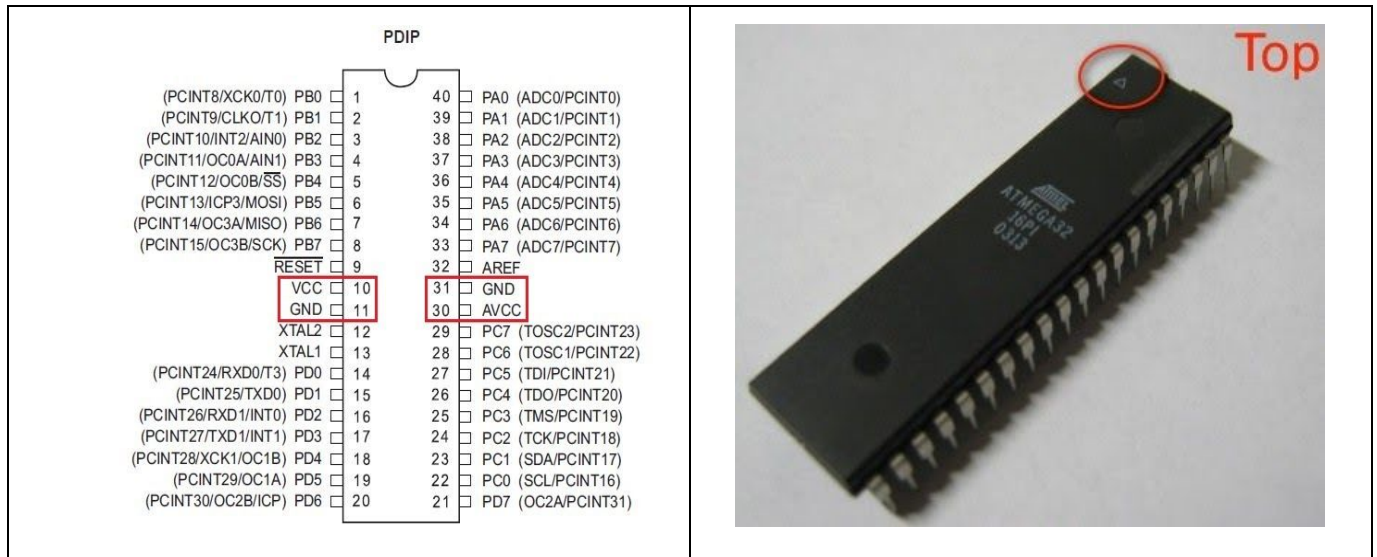 PDIP
(PCINT8/XCK0/T0) PB0 1 40 PA0 (ADC0/PCINT0)
(PCINT9/CLKO/T1) PB1 2 39 PA1 (ADC1/PCINT1)
(PCINT10/INT2/AIN0) PB2 3 38 PA2 (ADC2/PCINT2)
(PCINT11/OC0A/AIN1) PB3 4 37 PA3 (ADC3/PCINT3)
(PCINT12/OC0B/SS) PB4 5 36 PA4 (ADC4/PCINT4)
(PCINT13/ICP3/MOSI) PB5 6 35 PA5 (ADC5/PCINT5)
(PCINT14/OC3A/MISO) PB6 7 34 PA6 (ADC6/PCINT6)
(PCINT15/OC3B/SCK) PB7 8 33 PA7 (ADC7/PCINT7)
RESET 9 32 AREF
VCC 10 31 GND
GND 11 30 AVCC
XTAL2 12 29 PC7 (TOSC2/PCINT23)
XTAL1 13 28 PC6 (TOSC1/PCINT22)
(PCINT24/RXD0/T3) PD0 14 27 PC5 (TDI/PCINT21)
(PCINT25/TXD0) PD1 15 26 PC4 (TDO/PCINT20)
(PCINT26/RXD1/INT0) PD2 16 25 PC3 (TMS/PCINT19)
(PCINT27/TXD1/INT1) PD3 17 24 PC2 (TCK/PCINT18)
(PCINT28/XCK1/OC1B) PD4 18 23 PC1 (SDA/PCINT17)
(PCINT29/OC1A) PD5 19 22 PC0 (SCL/PCINT16)
(PCINT30/OC2B/ICP) PD6 20 21 PD7 (OC2A/PCINT31)
Top
ATMEL
ATMEGA32
16PI
0313